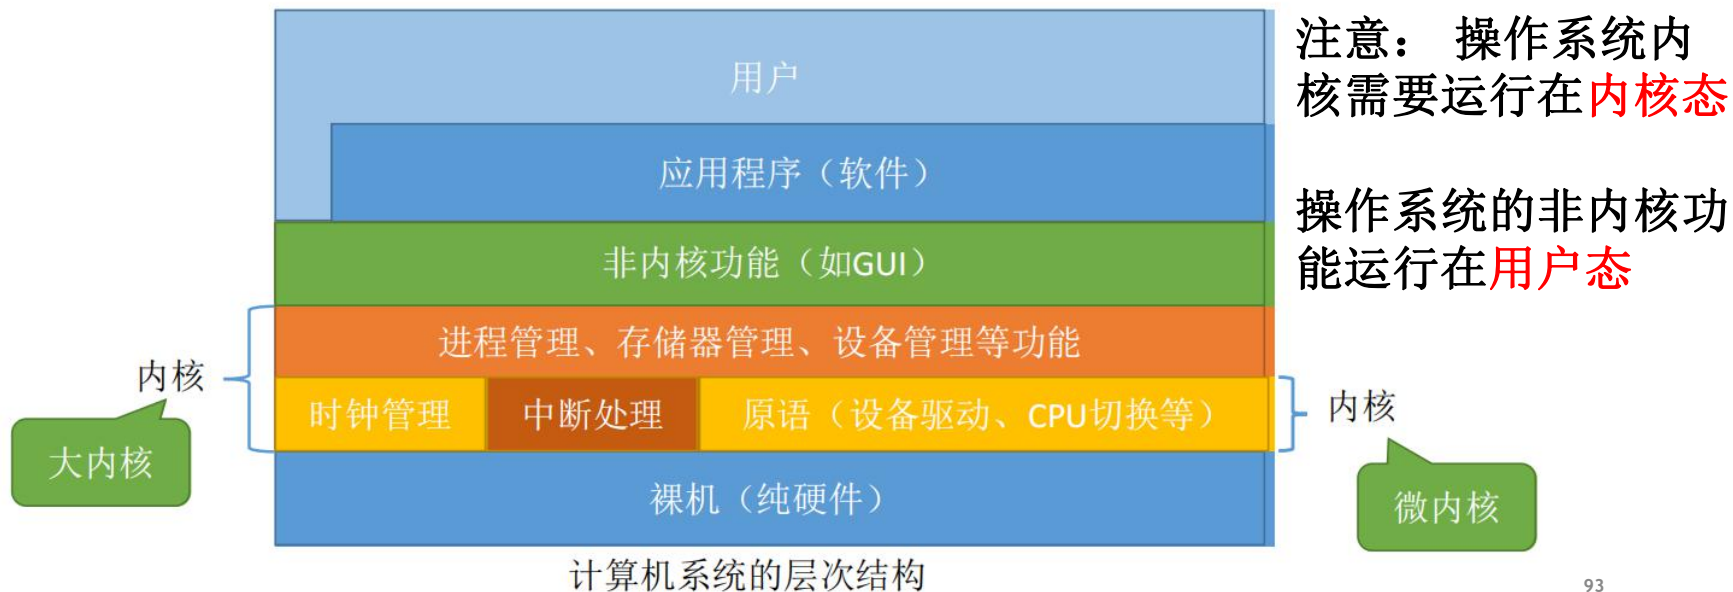 用户
应用程序（软件）
非内核功能（如GUI）
进程管理、存储器管理、设备管理等功能
时钟管理
中断处理
原语（设备驱动、CPU切换等）
裸机（纯硬件）
内核
大内核
内核
微内核
计算机系统的层次结构
注意： 操作系统内
核需要运行在内核态
操作系统的非内核功
能运行在用户态
93